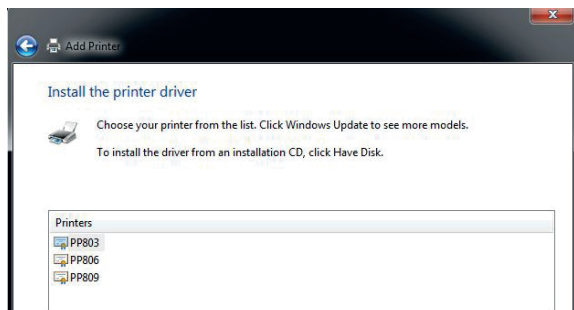 Add Printer
Install the printer driver
Choose your printer from the list. Click Windows Update to see more models.
To install the driver from an installation CD, click Have Disk.
Printers
PP803
PP806
PP809